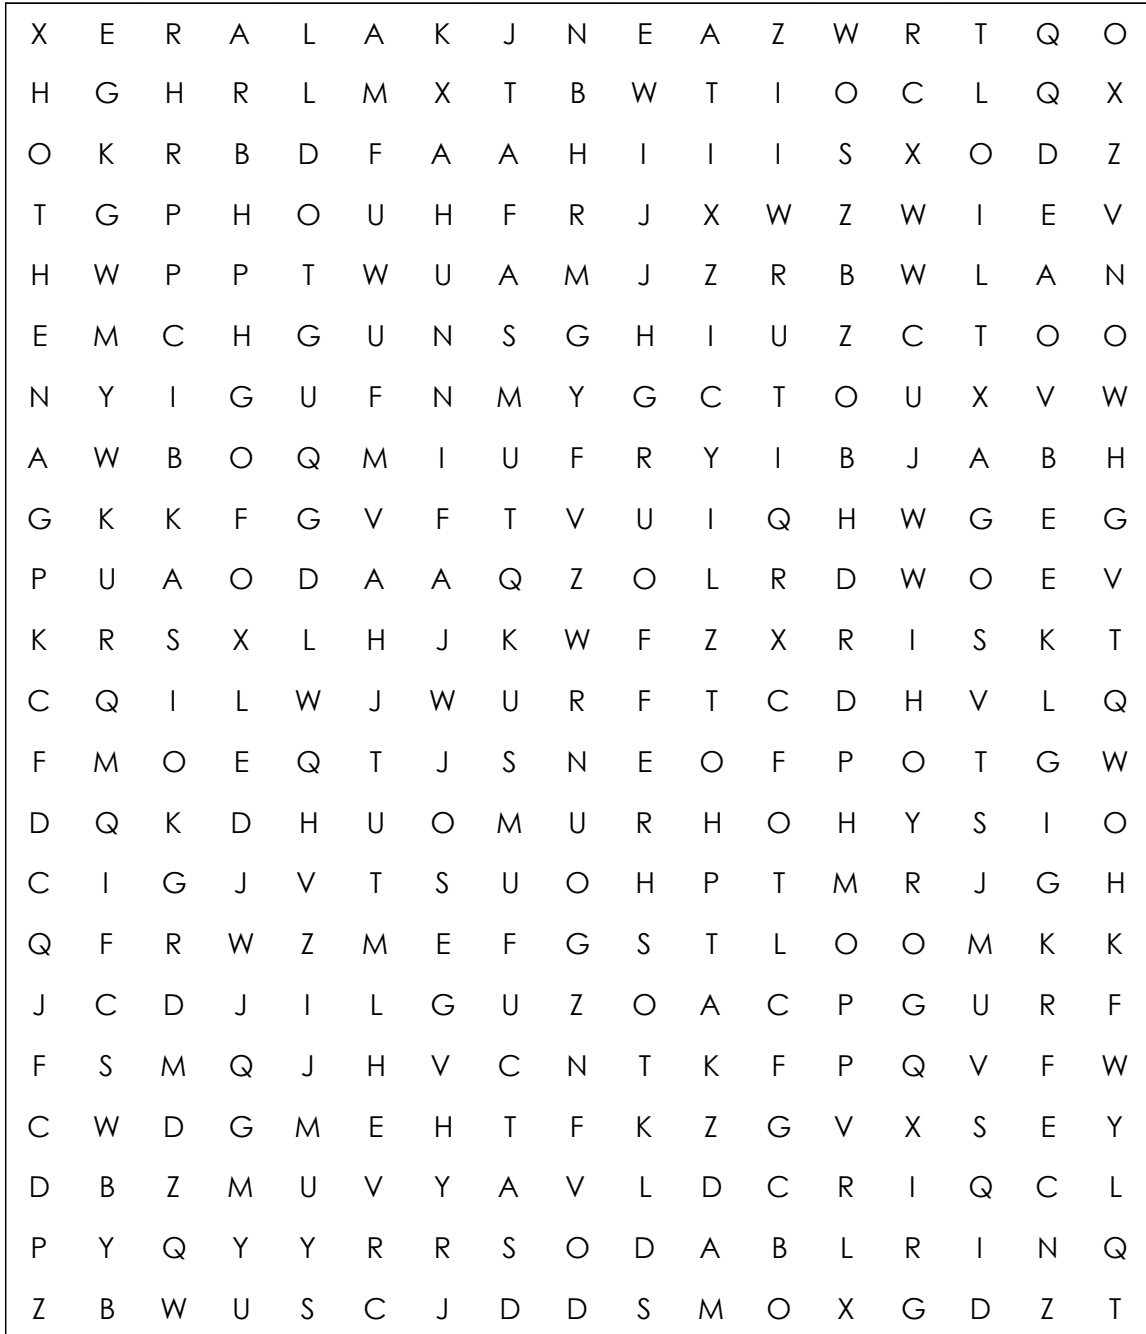 X E R A L A K J N E A Z W R T Q O
H G H R L M X T B W T I O C L Q X
O K R B D F A A H I I I S X O D Z
T G P H O U H F R J X W Z W I E V
H W P P T W U A M J Z R B W L A N
E M C H G U N S G H I U Z C T O O
N Y I G U F N M Y G C T O U X V W
A W B O Q M I U F R Y I B J A B H
G K K F G V F T V U I Q H W G E G
P U A O D A A Q Z O L R D W O E V
K R S X L H J K W F Z X R I S K T
C Q I L W J W U R F T C D H V L Q
F M O E Q T J S N E O F P O T G W
D Q K D H U O M U R H O H Y S I O
C I G J V T S U O H P T M R J G H
Q F R W Z M E F G S T L O O M K K
J C D J I L G U Z O A C P G U R F
F S M Q J H V C N T K F P Q V F W
C W D G M E H T F K Z G V X S E Y
D B Z M U V Y A V L D C R I Q C L
P Y Q Y Y R R S O D A B L R I N Q
Z B W U S C J D D S M O X G D Z T